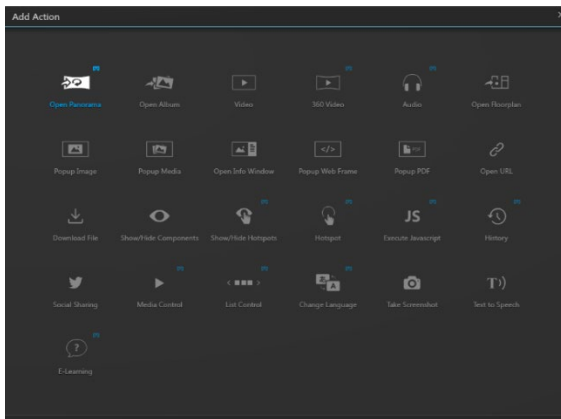 Add Action
Open Panorama
Open Album
Video
360 Video
Audio
Open Floorplan
Popup Image
Popup Media
Open Info Window
</>
Popup Web Frame
PDF
Popup PDF
Open URL
Download File
Show/Hide Components
Show/Hide Hotspots
Hotspot
JS
Execute Javascript
History
Social Sharing
Media Control
List Control
A
Change Language
Take Screenshot
T
Text to Speech
?
E-Learning